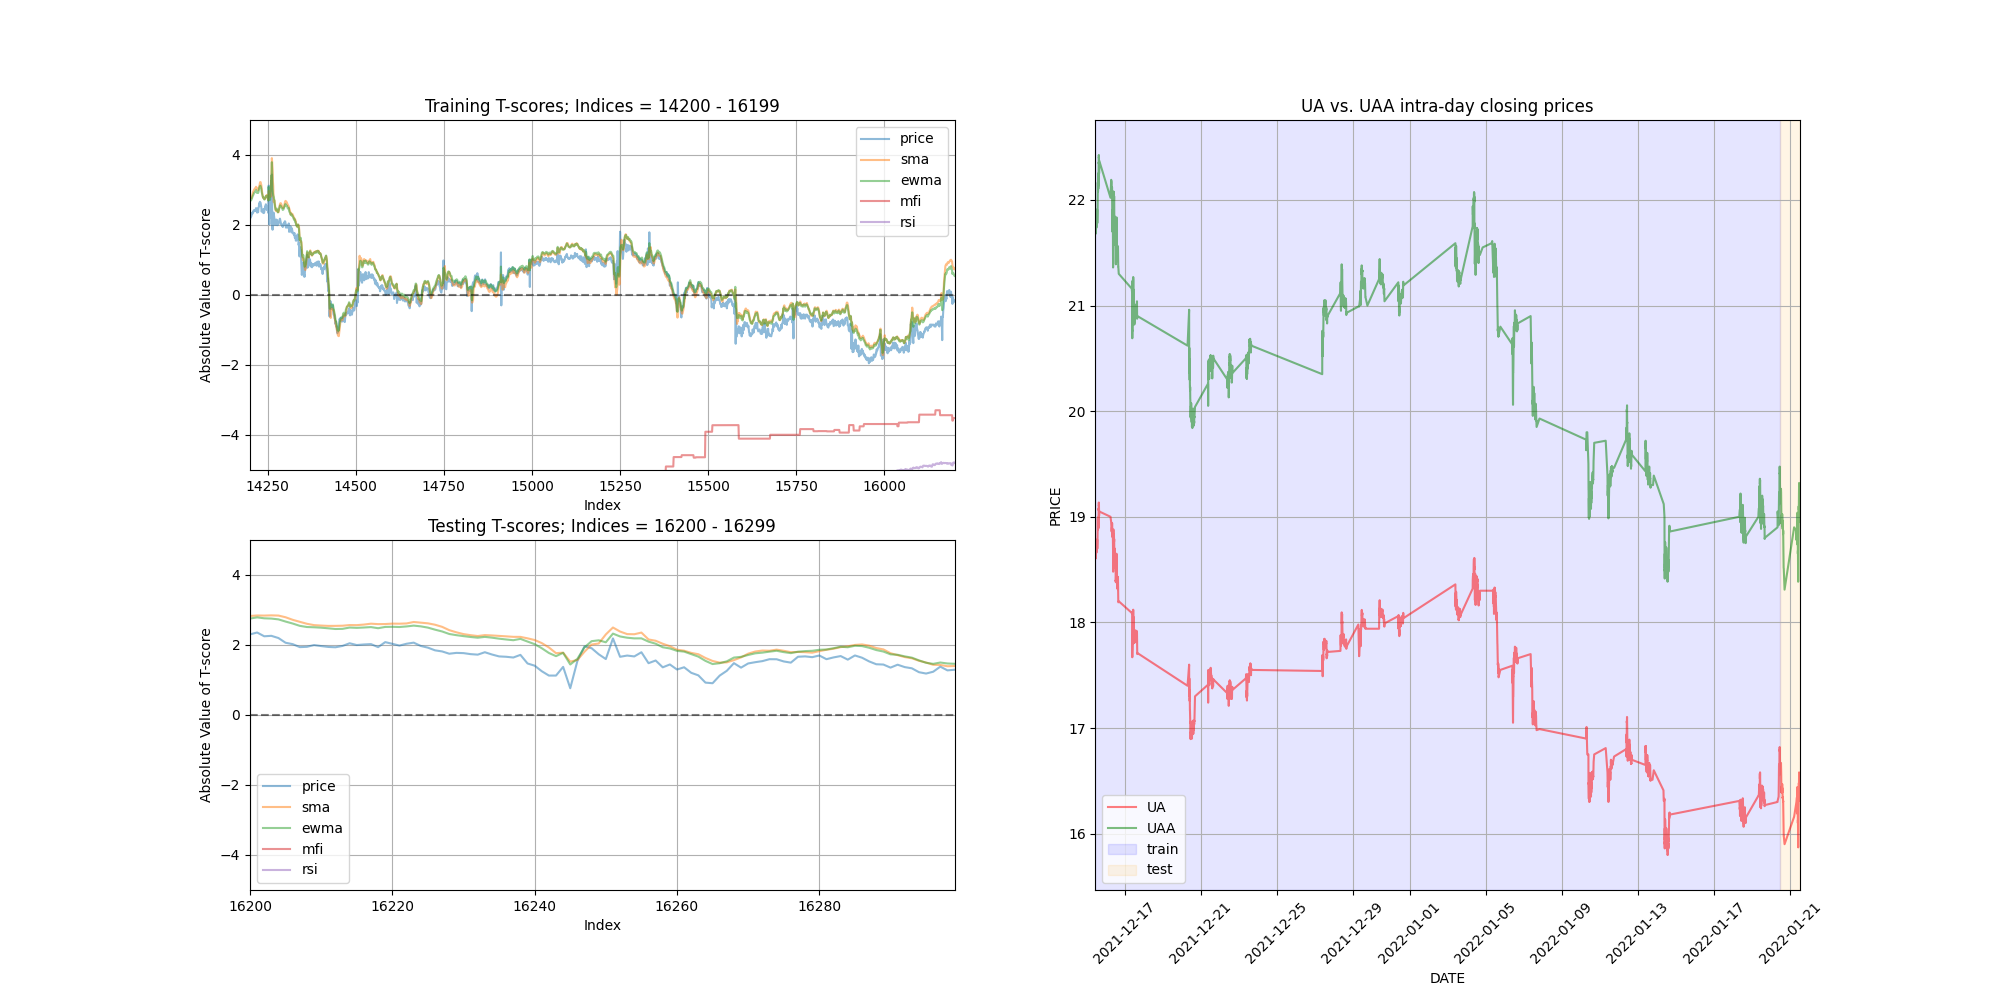 Training T-scores; Indices = 14200 - 16199
Absolute Value of T-score
4
2
0
−2
−4
price
sma
ewma
mfi
rsi
14250 14500 14750 15000 15250 15500 15750 16000
Index
Testing T-scores; Indices = 16200 - 16299
Absolute Value of T-score
4
2
0
−2
−4
price
sma
ewma
mfi
rsi
16200 16220 16240 16260 16280
Index
UA vs. UAA intra-day closing prices
PRICE
22
21
20
19
18
17
16
UA
UAA
train
test
2021-12-17 2021-12-21 2021-12-25 2021-12-29 2022-01-01 2022-01-05 2022-01-09 2022-01-13 2022-01-17 2022-01-21
DATE